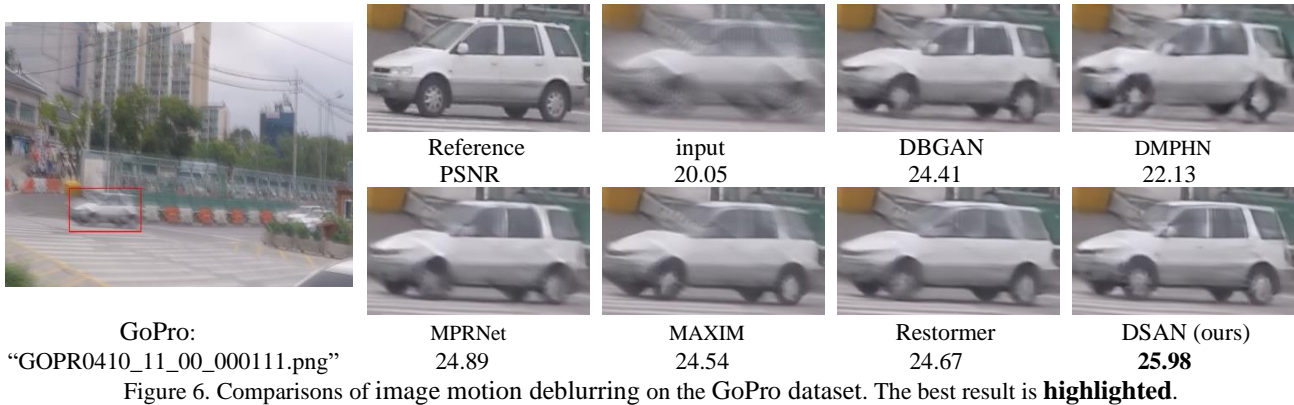 Reference input DBGAN DMPHN
PSNR 20.05 24.41 22.13
GoPro: MPRNet MAXIM Restormer DSAN (ours)
“GOPR0410_11_00_000111.png” 24.89 24.54 24.67 25.98
Figure 6. Comparisons of image motion deblurring on the GoPro dataset. The best result is highlighted.